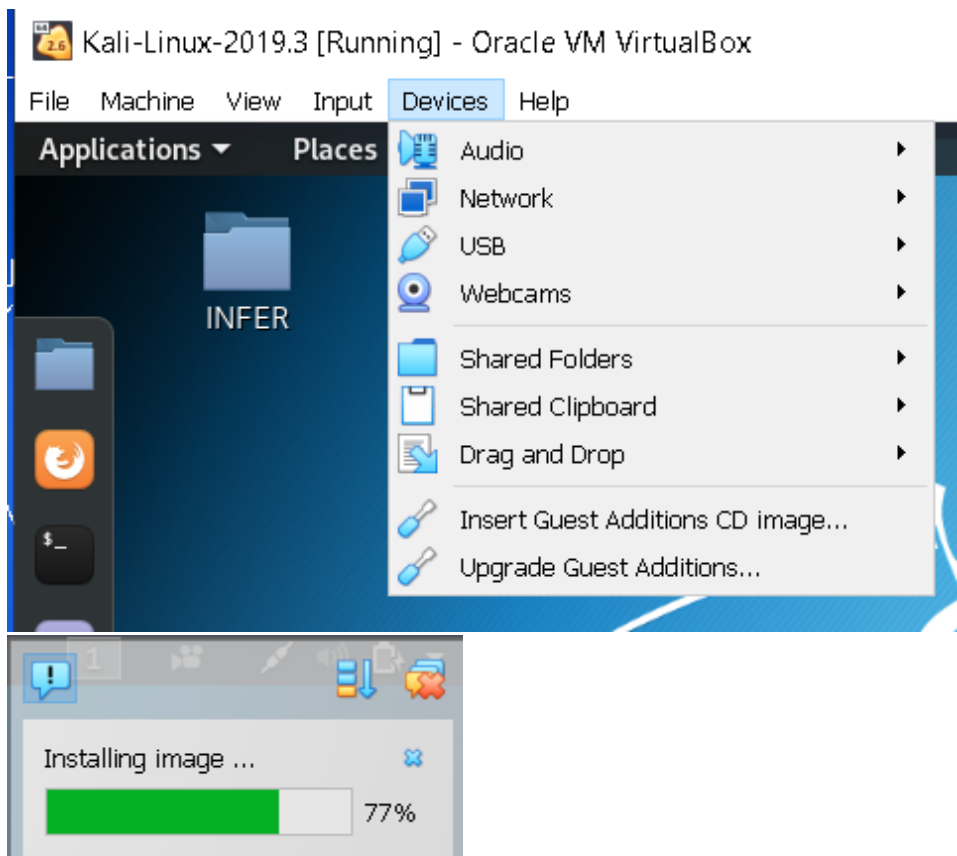 Kali-Linux-2019.3 [Running] - Oracle VM VirtualBox
File Machine View Input Devices Help
Applications Places
Audio
Network
USB
Webcams
INFER
Shared Folders
Shared Clipboard
Drag and Drop
$_
Insert Guest Additions CD image...
Upgrade Guest Additions...
1
Installing image ...
77%